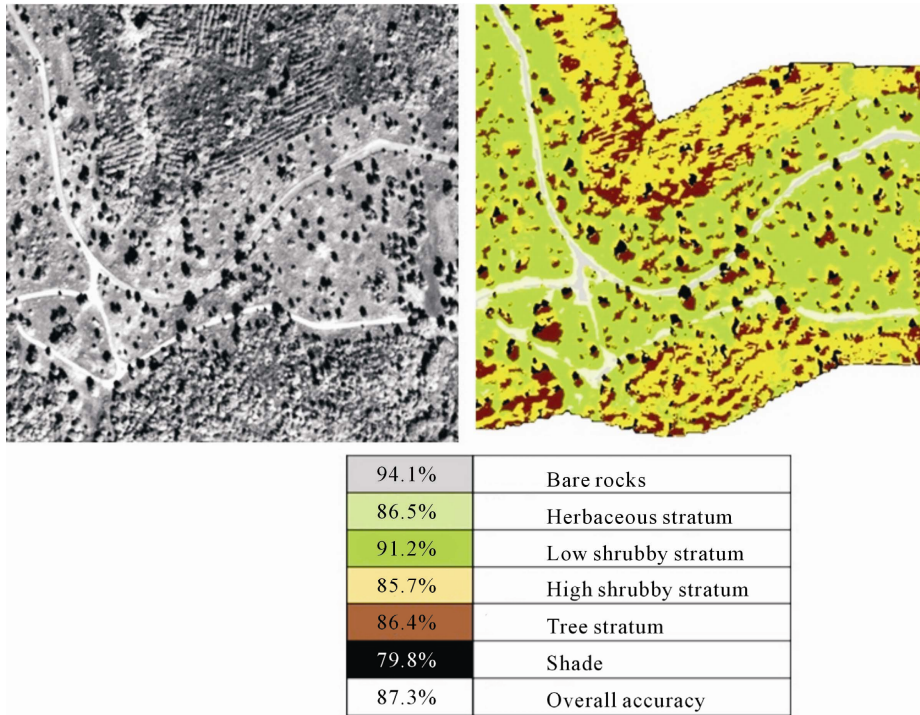 94.1% Bare rocks
86.5% Herbaceous stratum
91.2% Low shrubby stratum
85.7% High shrubby stratum
86.4% Tree stratum
79.8% Shade
87.3% Overall accuracy